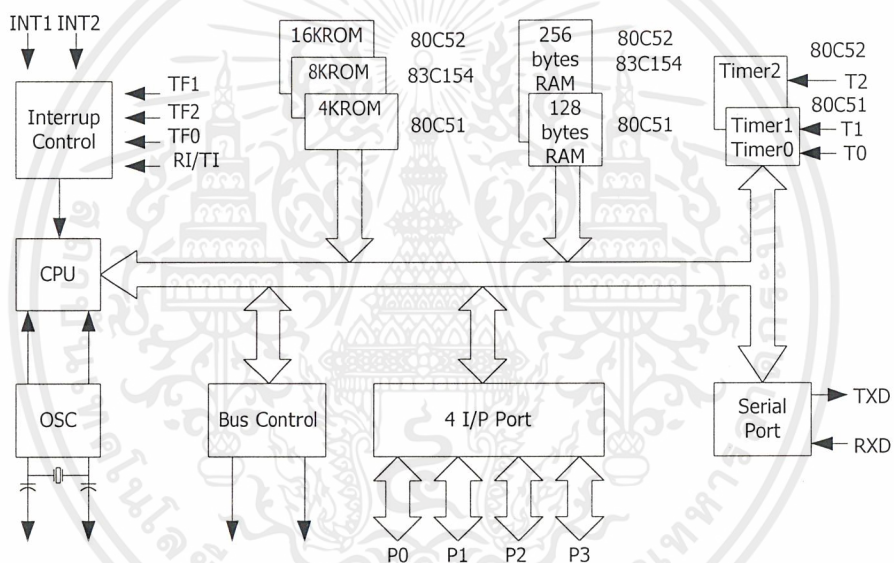 INT1 INT2
Interrup
Control
TF1
TF2
TF0
RI/TI
16KROM
8KROM
4KROM
80C52
83C154
80C51
256
bytes
RAM
128
bytes
RAM
80C52
83C154
80C51
Timer2
Timer1
Timer0
80C52
T2
80C51
T1
T0
CPU
OSC
Bus Control
4 I/P Port
Serial
Port
TXD
RXD
P0
P1
P2
P3